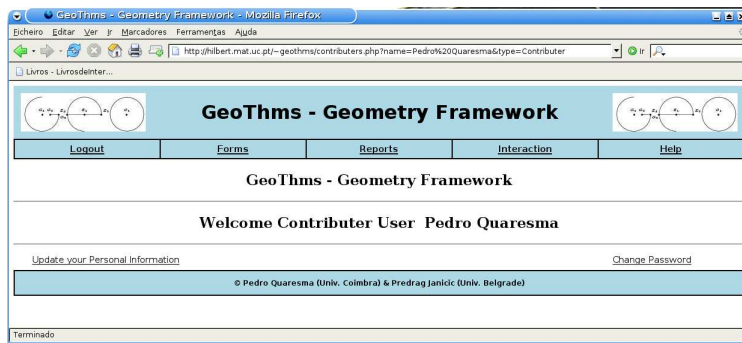 GeoThms - Geometry Framework - Mozilla Firefox
Ficheiro Editar Ver Ir Marcadores Ferramentas Ajuda
http://hilbert.mat.uc.pt/~geothms/contributers.php?name=Pedro%20Quaresma&type=Contributer
Ir
Livros - LivrosdeInter...
GeoThms - Geometry Framework
Logout Forms Reports Interaction Help
GeoThms - Geometry Framework
Welcome Contributer User Pedro Quaresma
Update your Personal Information Change Password
© Pedro Quaresma (Univ. Coimbra) & Predrag Janicic (Univ. Belgrade)
Terminado